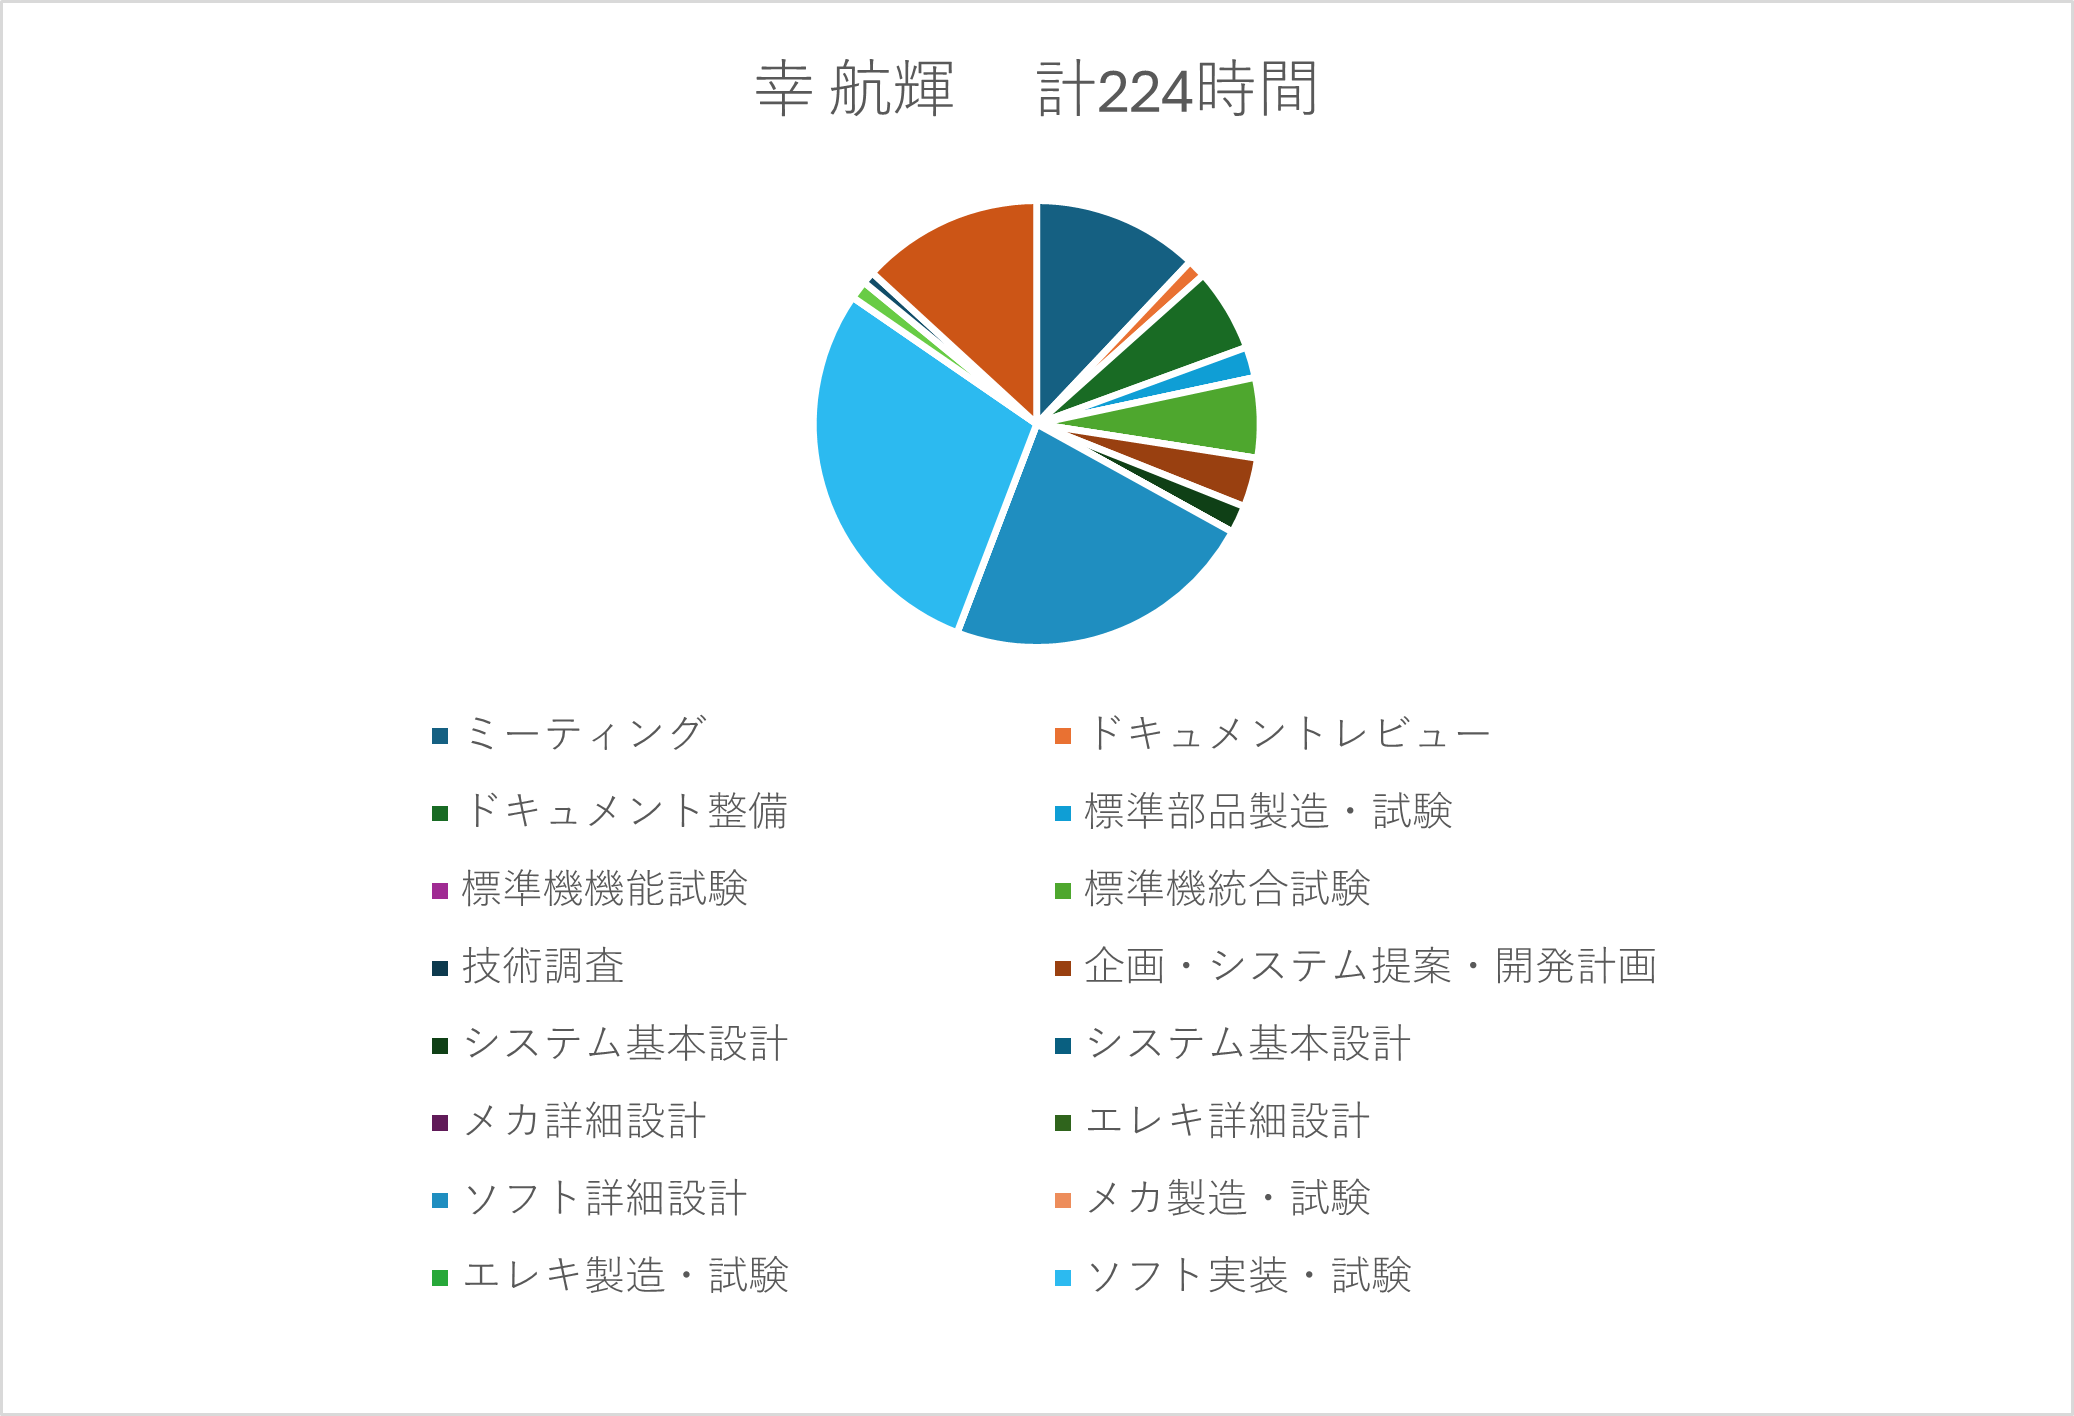 幸 航輝　計224時間
ミーティング
ドキュメントレビュー
ドキュメント整備
標準部品製造・試験
標準機機能試験
標準機統合試験
技術調査
企画・システム提案・開発計画
システム基本設計
システム基本設計
メカ詳細設計
エレキ詳細設計
ソフト詳細設計
メカ製造・試験
エレキ製造・試験
ソフト実装・試験